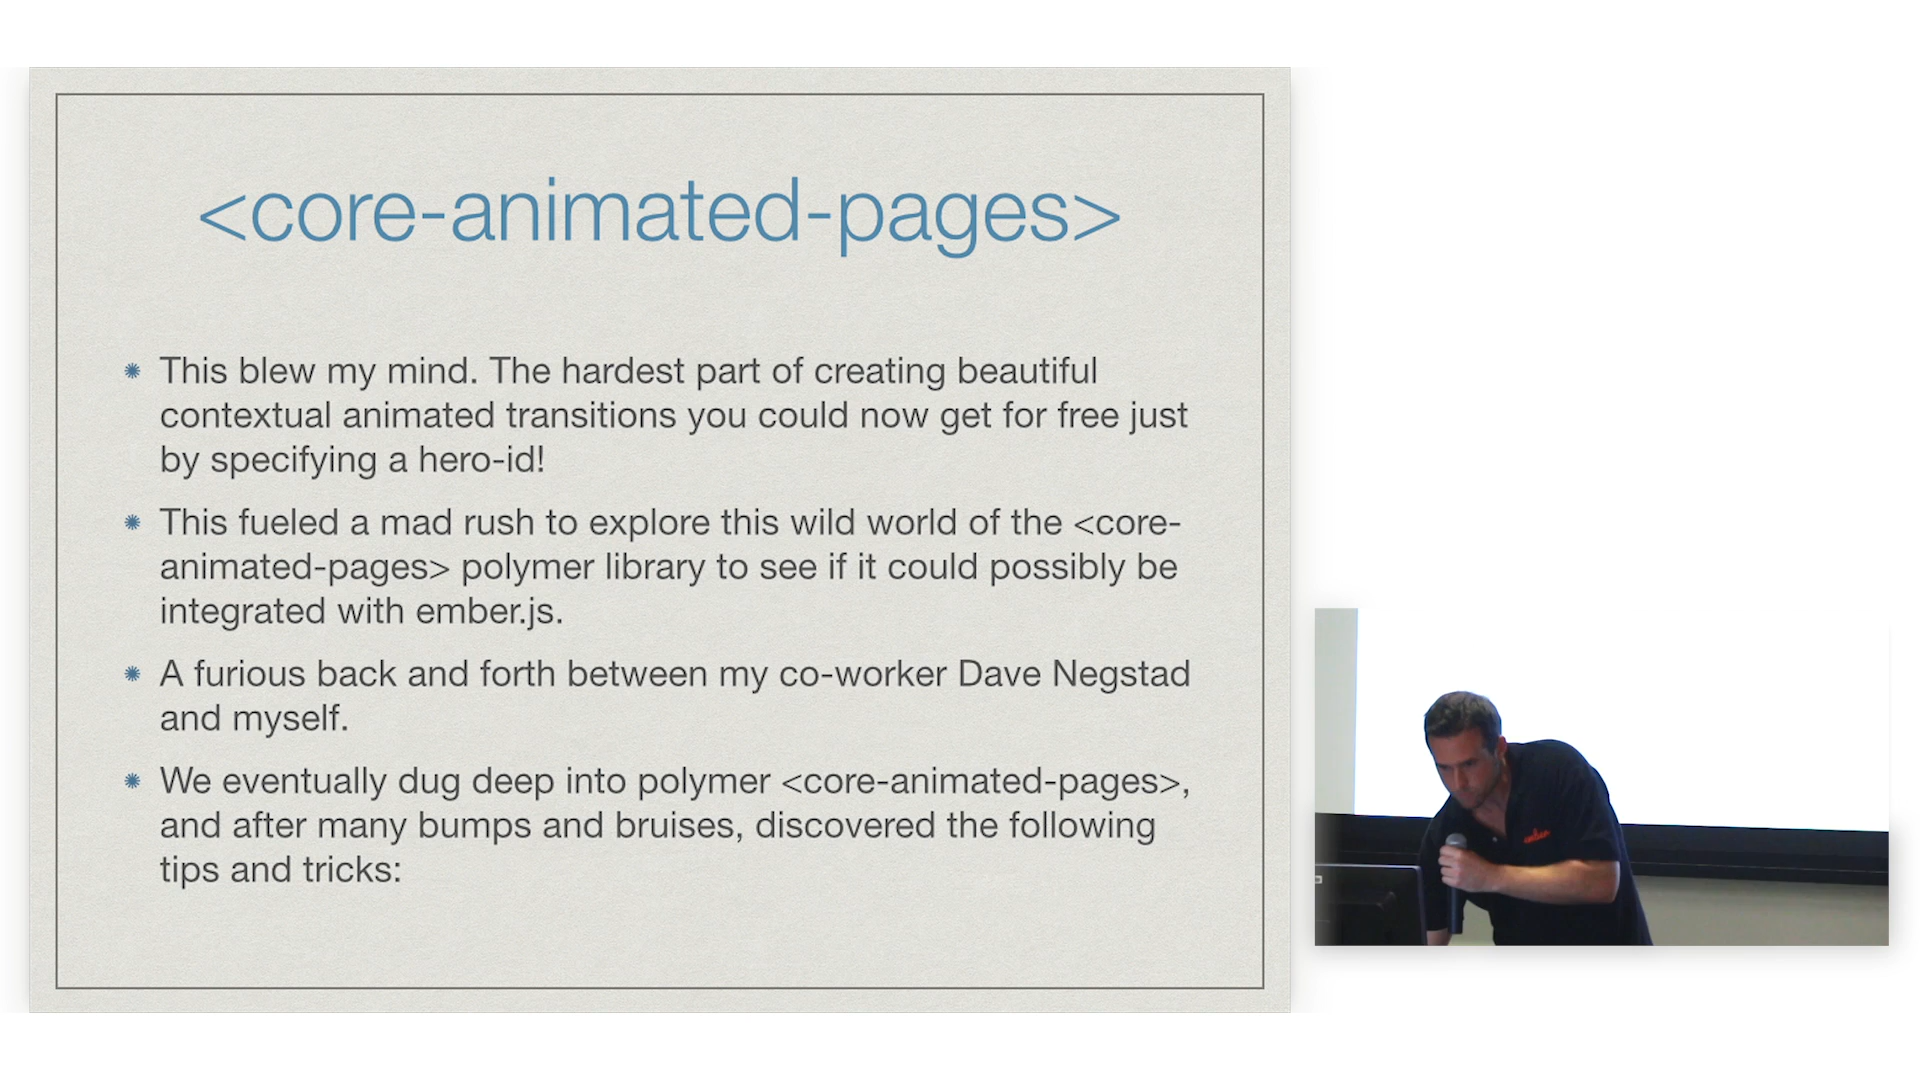 <core-animated-pages>
This blew my mind. The hardest part of creating beautiful
contextual animated transitions you could now get for free just
by specifying a hero-id!
This fueled a mad rush to explore this wild world of the <core-
animated-pages> polymer library to see if it could possibly be
integrated with ember.js.
A furious back and forth between my co-worker Dave Negstad
and myself.
We eventually dug deep into polymer <core-animated-pages>,
and after many bumps and bruises, discovered the following
tips and tricks: